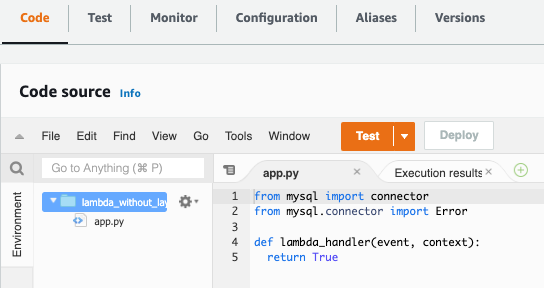 Code Test Monitor Configuration Aliases Versions
Code source Info
File Edit Find View Go Tools Window Test Deploy
Go to Anything (⌘ P)
app.py × Execution results ×
Environment
lambda_without_lay
app.py
1 from mysql import connector
2 from mysql.connector import Error
3
4 def lambda_handler(event, context):
5   return True